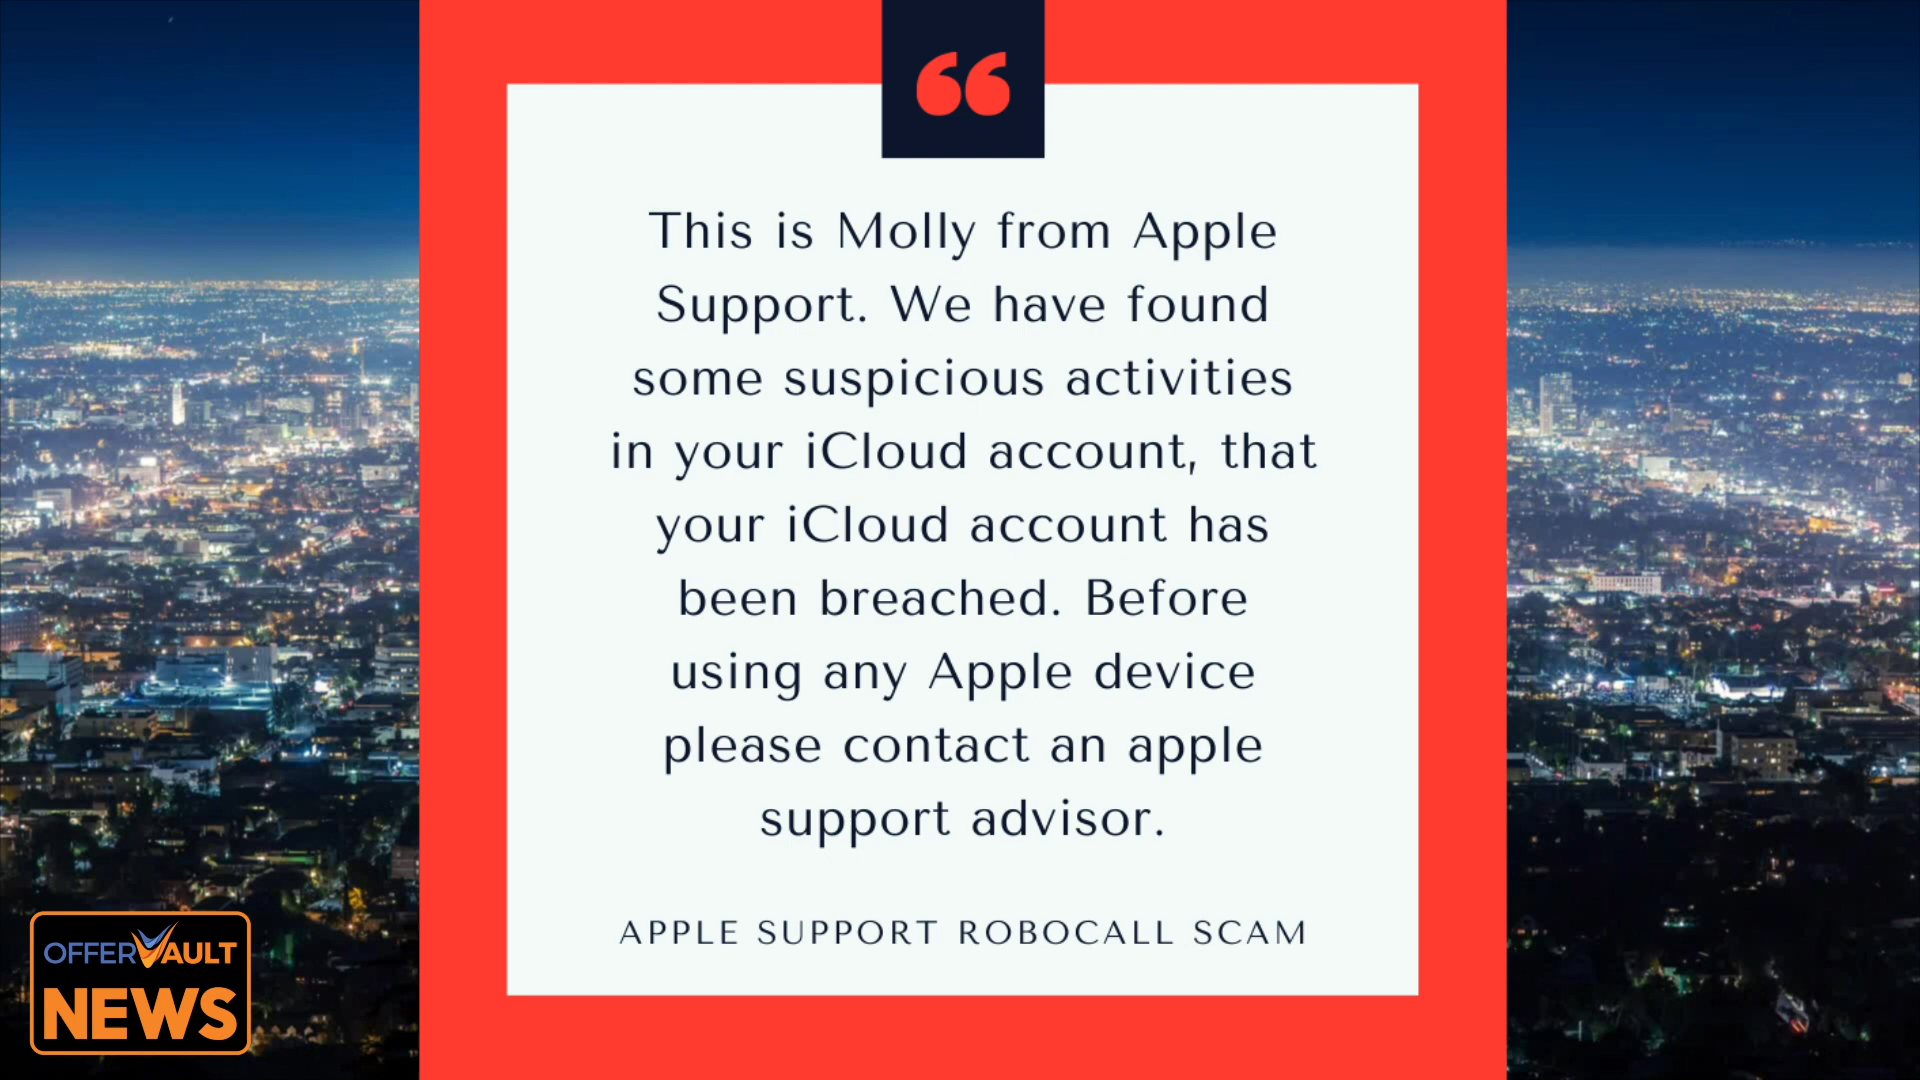 This is Molly from Apple
Support. We have found
some suspicious activities
in your iCloud account, that
your iCloud account has
been breached. Before
using any Apple device
please contact an apple
support advisor.
APPLE SUPPORT ROBOCALL SCAM
OFFERVAULT
NEWS